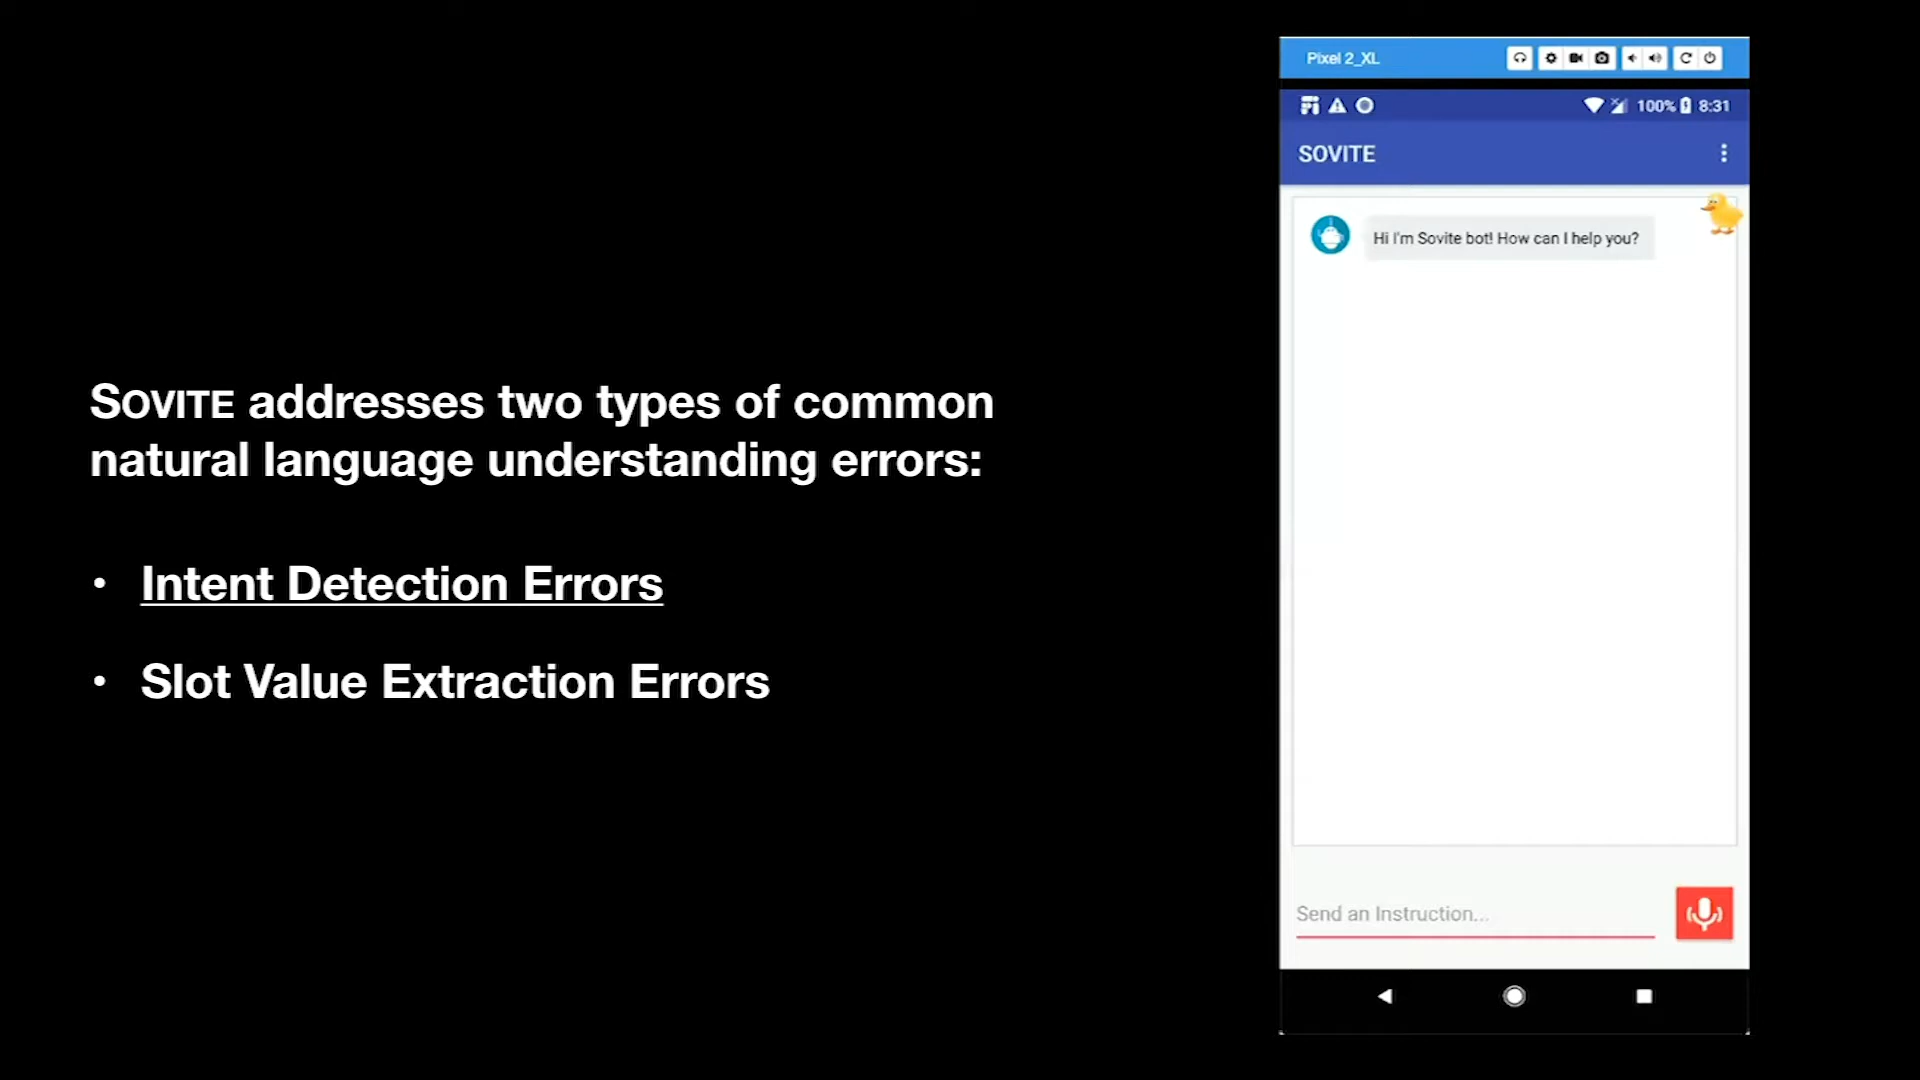 SOVITE addresses two types of common
natural language understanding errors:
• Intent Detection Errors
• Slot Value Extraction Errors
Pixel 2_XL
100% 8:31
SOVITE
Hi I'm Sovite bot! How can I help you?
Send an Instruction...